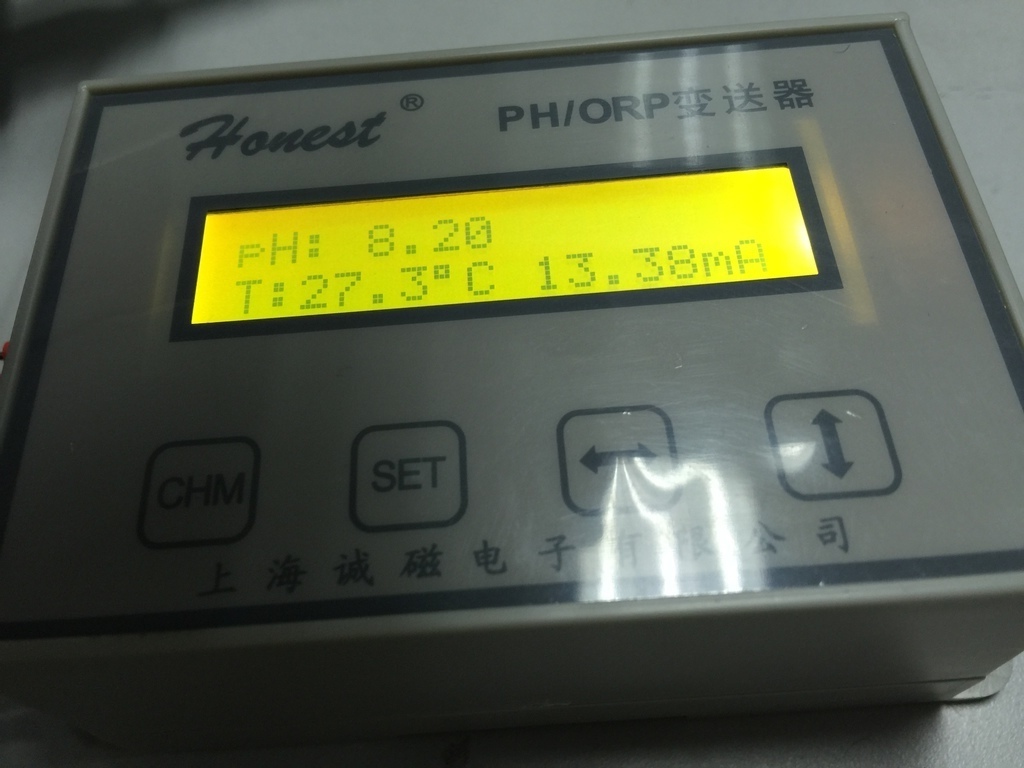 Honest®
PH/ORP变送器
pH: 8.20
T:27.3°C 13.38mA
CHM
SET
上海诚磁电子有限公司